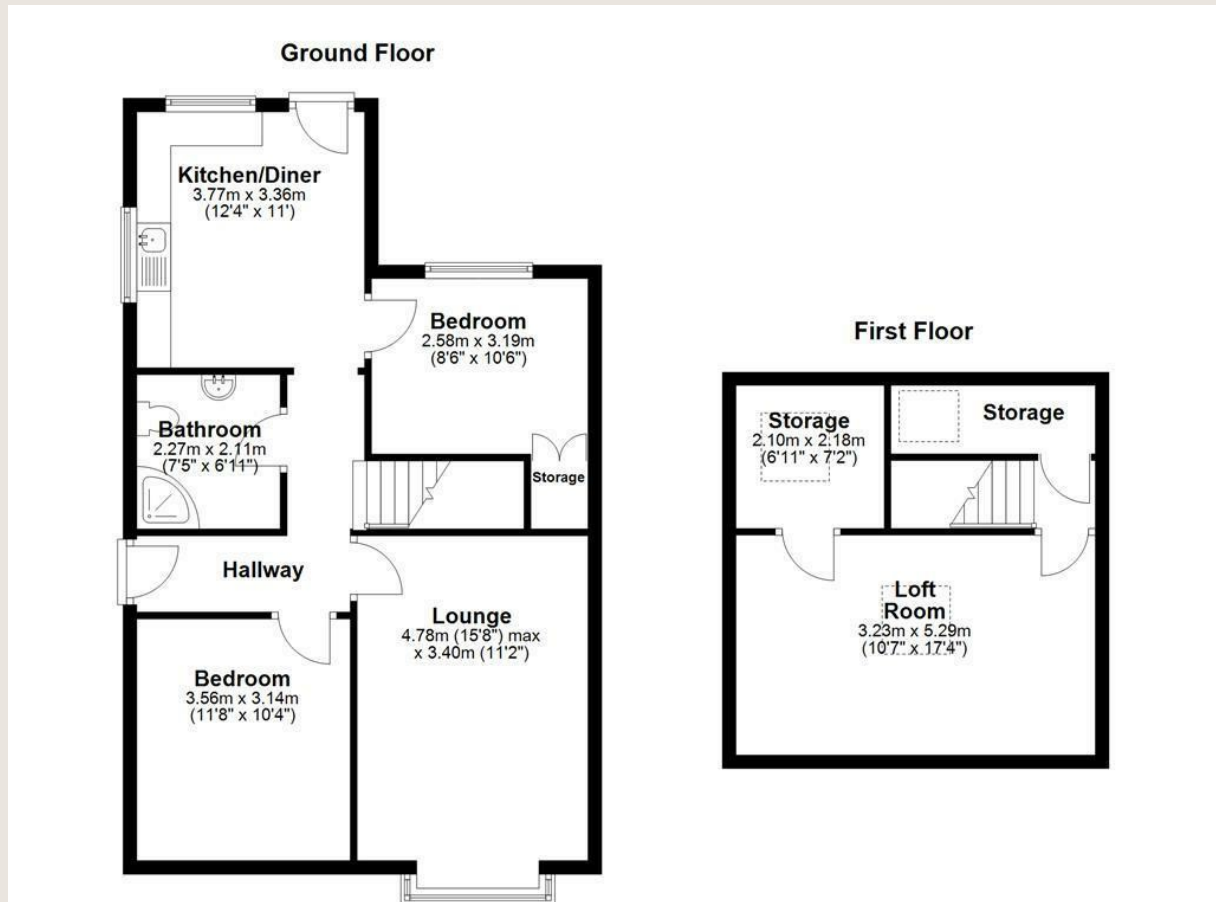 Ground Floor
Kitchen/Diner
3.77m x 3.36m
(12'4" x 11')
Bedroom
2.58m x 3.19m
(8'6" x 10'6")
Bathroom
2.27m x 2.11m
(7'5" x 6'11")
Storage
Hallway
Lounge
4.78m (15'8") max
x 3.40m (11'2")
Bedroom
3.56m x 3.14m
(11'8" x 10'4")
First Floor
Storage
2.10m x 2.18m
(6'11" x 7'2")
Storage
Loft
Room
3.23m x 5.29m
(10'7" x 17'4")